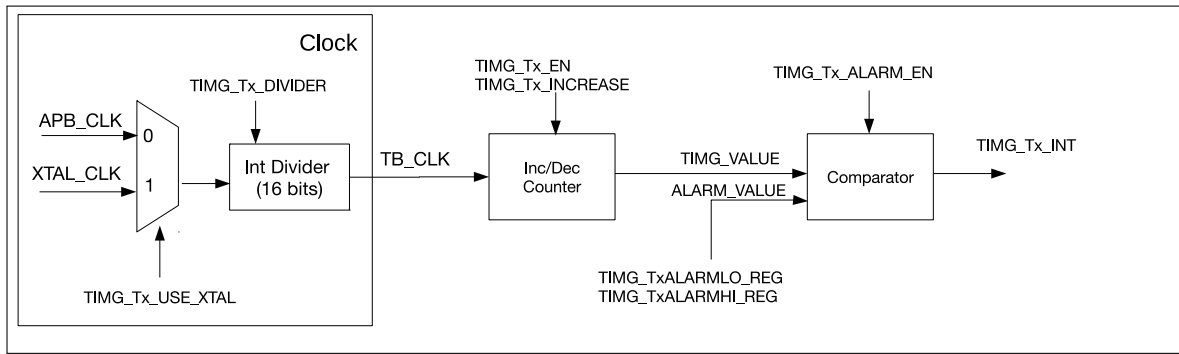 Clock
TIMG_Tx_DIVIDER
APB_CLK
0
XTAL_CLK
1
Int Divider
(16 bits)
TIMG_Tx_USE_XTAL
TB_CLK
TIMG_Tx_EN
TIMG_Tx_INCREASE
Inc/Dec
Counter
TIMG_VALUE
ALARM_VALUE
TIMG_TxALARMLO_REG
TIMG_TxALARMHI_REG
TIMG_Tx_ALARM_EN
Comparator
TIMG_Tx_INT